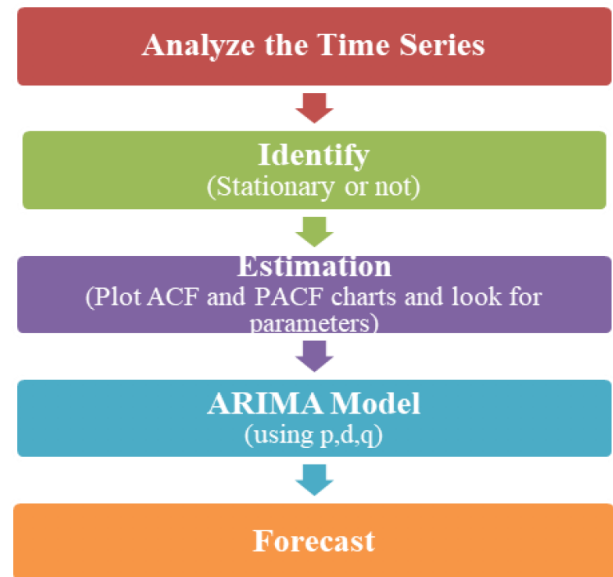 Analyze the Time Series
Identify
(Stationary or not)
Estimation
(Plot ACF and PACF charts and look for
parameters)
ARIMA Model
(using p,d,q)
Forecast